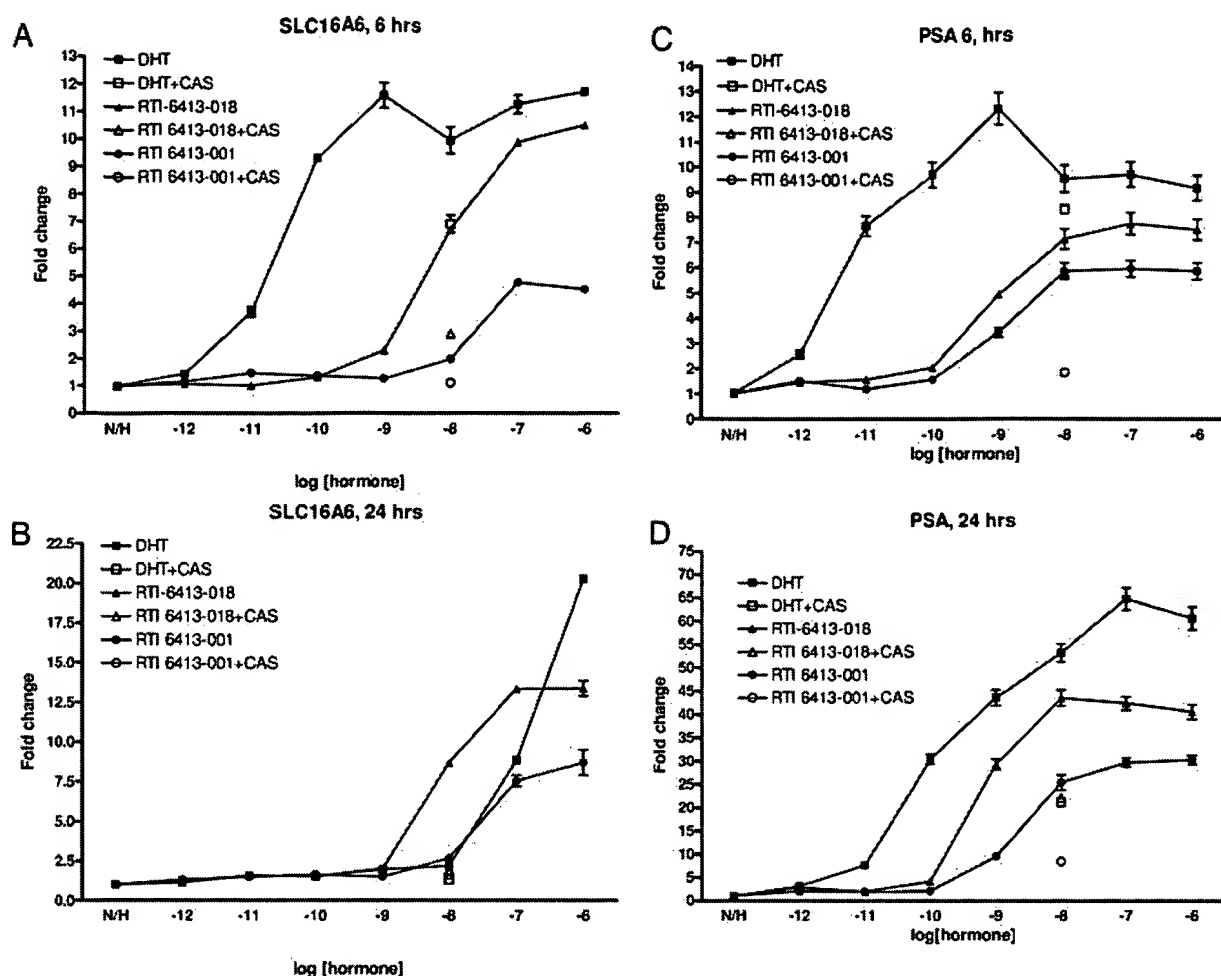 A
SLC16A6, 6 hrs
DHT
DHT+CAS
RTI-6413-018
RTI 6413-018+CAS
RTI 6413-001
RTI 6413-001+CAS
Fold change
13
12
11
10
9
8
7
6
5
4
3
2
1
0
N/H -12 -11 -10 -9 -8 -7 -6
log [hormone]
C
PSA 6, hrs
DHT
DHT+CAS
RTI-6413-018
RTI 6413-018+CAS
RTI 6413-001
RTI 6413-001+CAS
Fold change
14
13
12
11
10
9
8
7
6
5
4
3
2
1
0
N/H -12 -11 -10 -9 -8 -7 -6
log [hormone]
B
SLC16A6, 24 hrs
DHT
DHT+CAS
RTI-6413-018
RTI 6413-018+CAS
RTI 6413-001
RTI 6413-001+CAS
Fold change
22.5
20.0
17.5
15.0
12.5
10.0
7.5
5.0
2.5
0.0
N/H -12 -11 -10 -9 -8 -7 -6
log [hormone]
D
PSA, 24 hrs
DHT
DHT+CAS
RTI-6413-018
RTI 6413-018+CAS
RTI 6413-001
RTI 6413-001+CAS
Fold change
75
70
65
60
55
50
45
40
35
30
25
20
15
10
5
0
N/H -12 -11 -10 -9 -8 -7 -6
log[hormone]